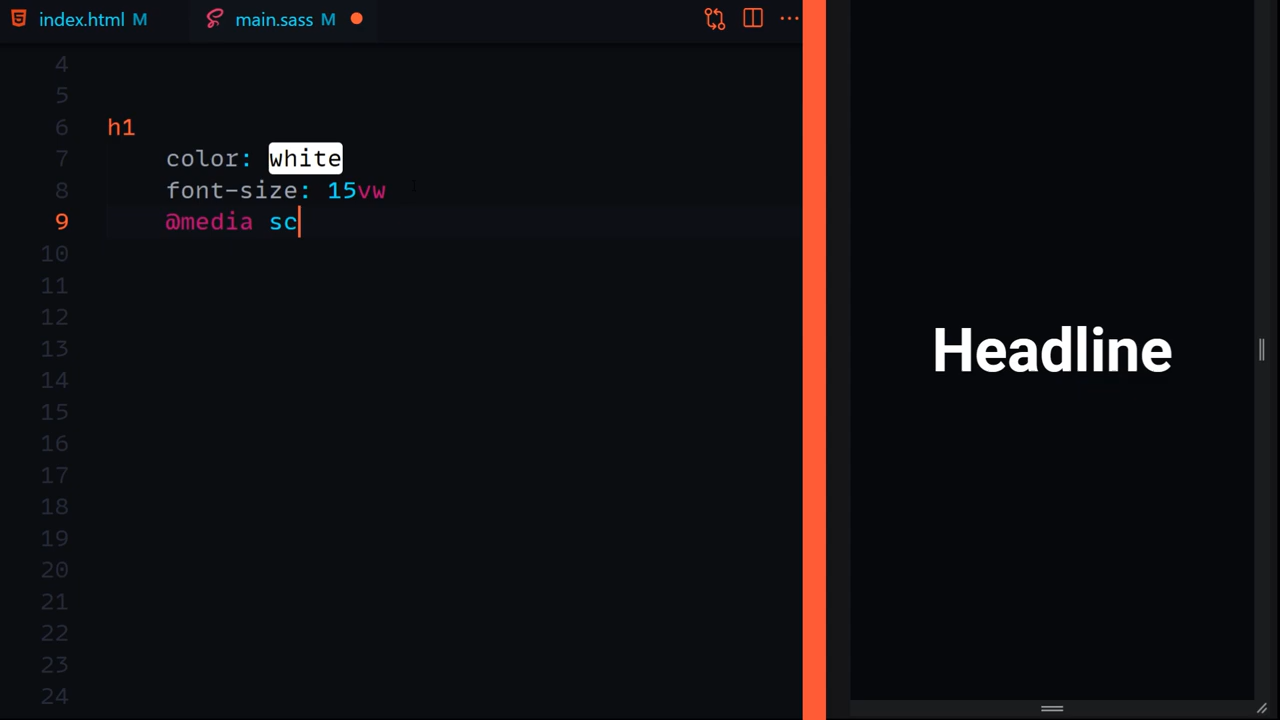 index.html M main.sass M
4
5
6 h1
7 color: white
8 font-size: 15vw
9 @media sc
10
11
12
13
14
15
16
17
18
19
20
21
22
23
24
Headline